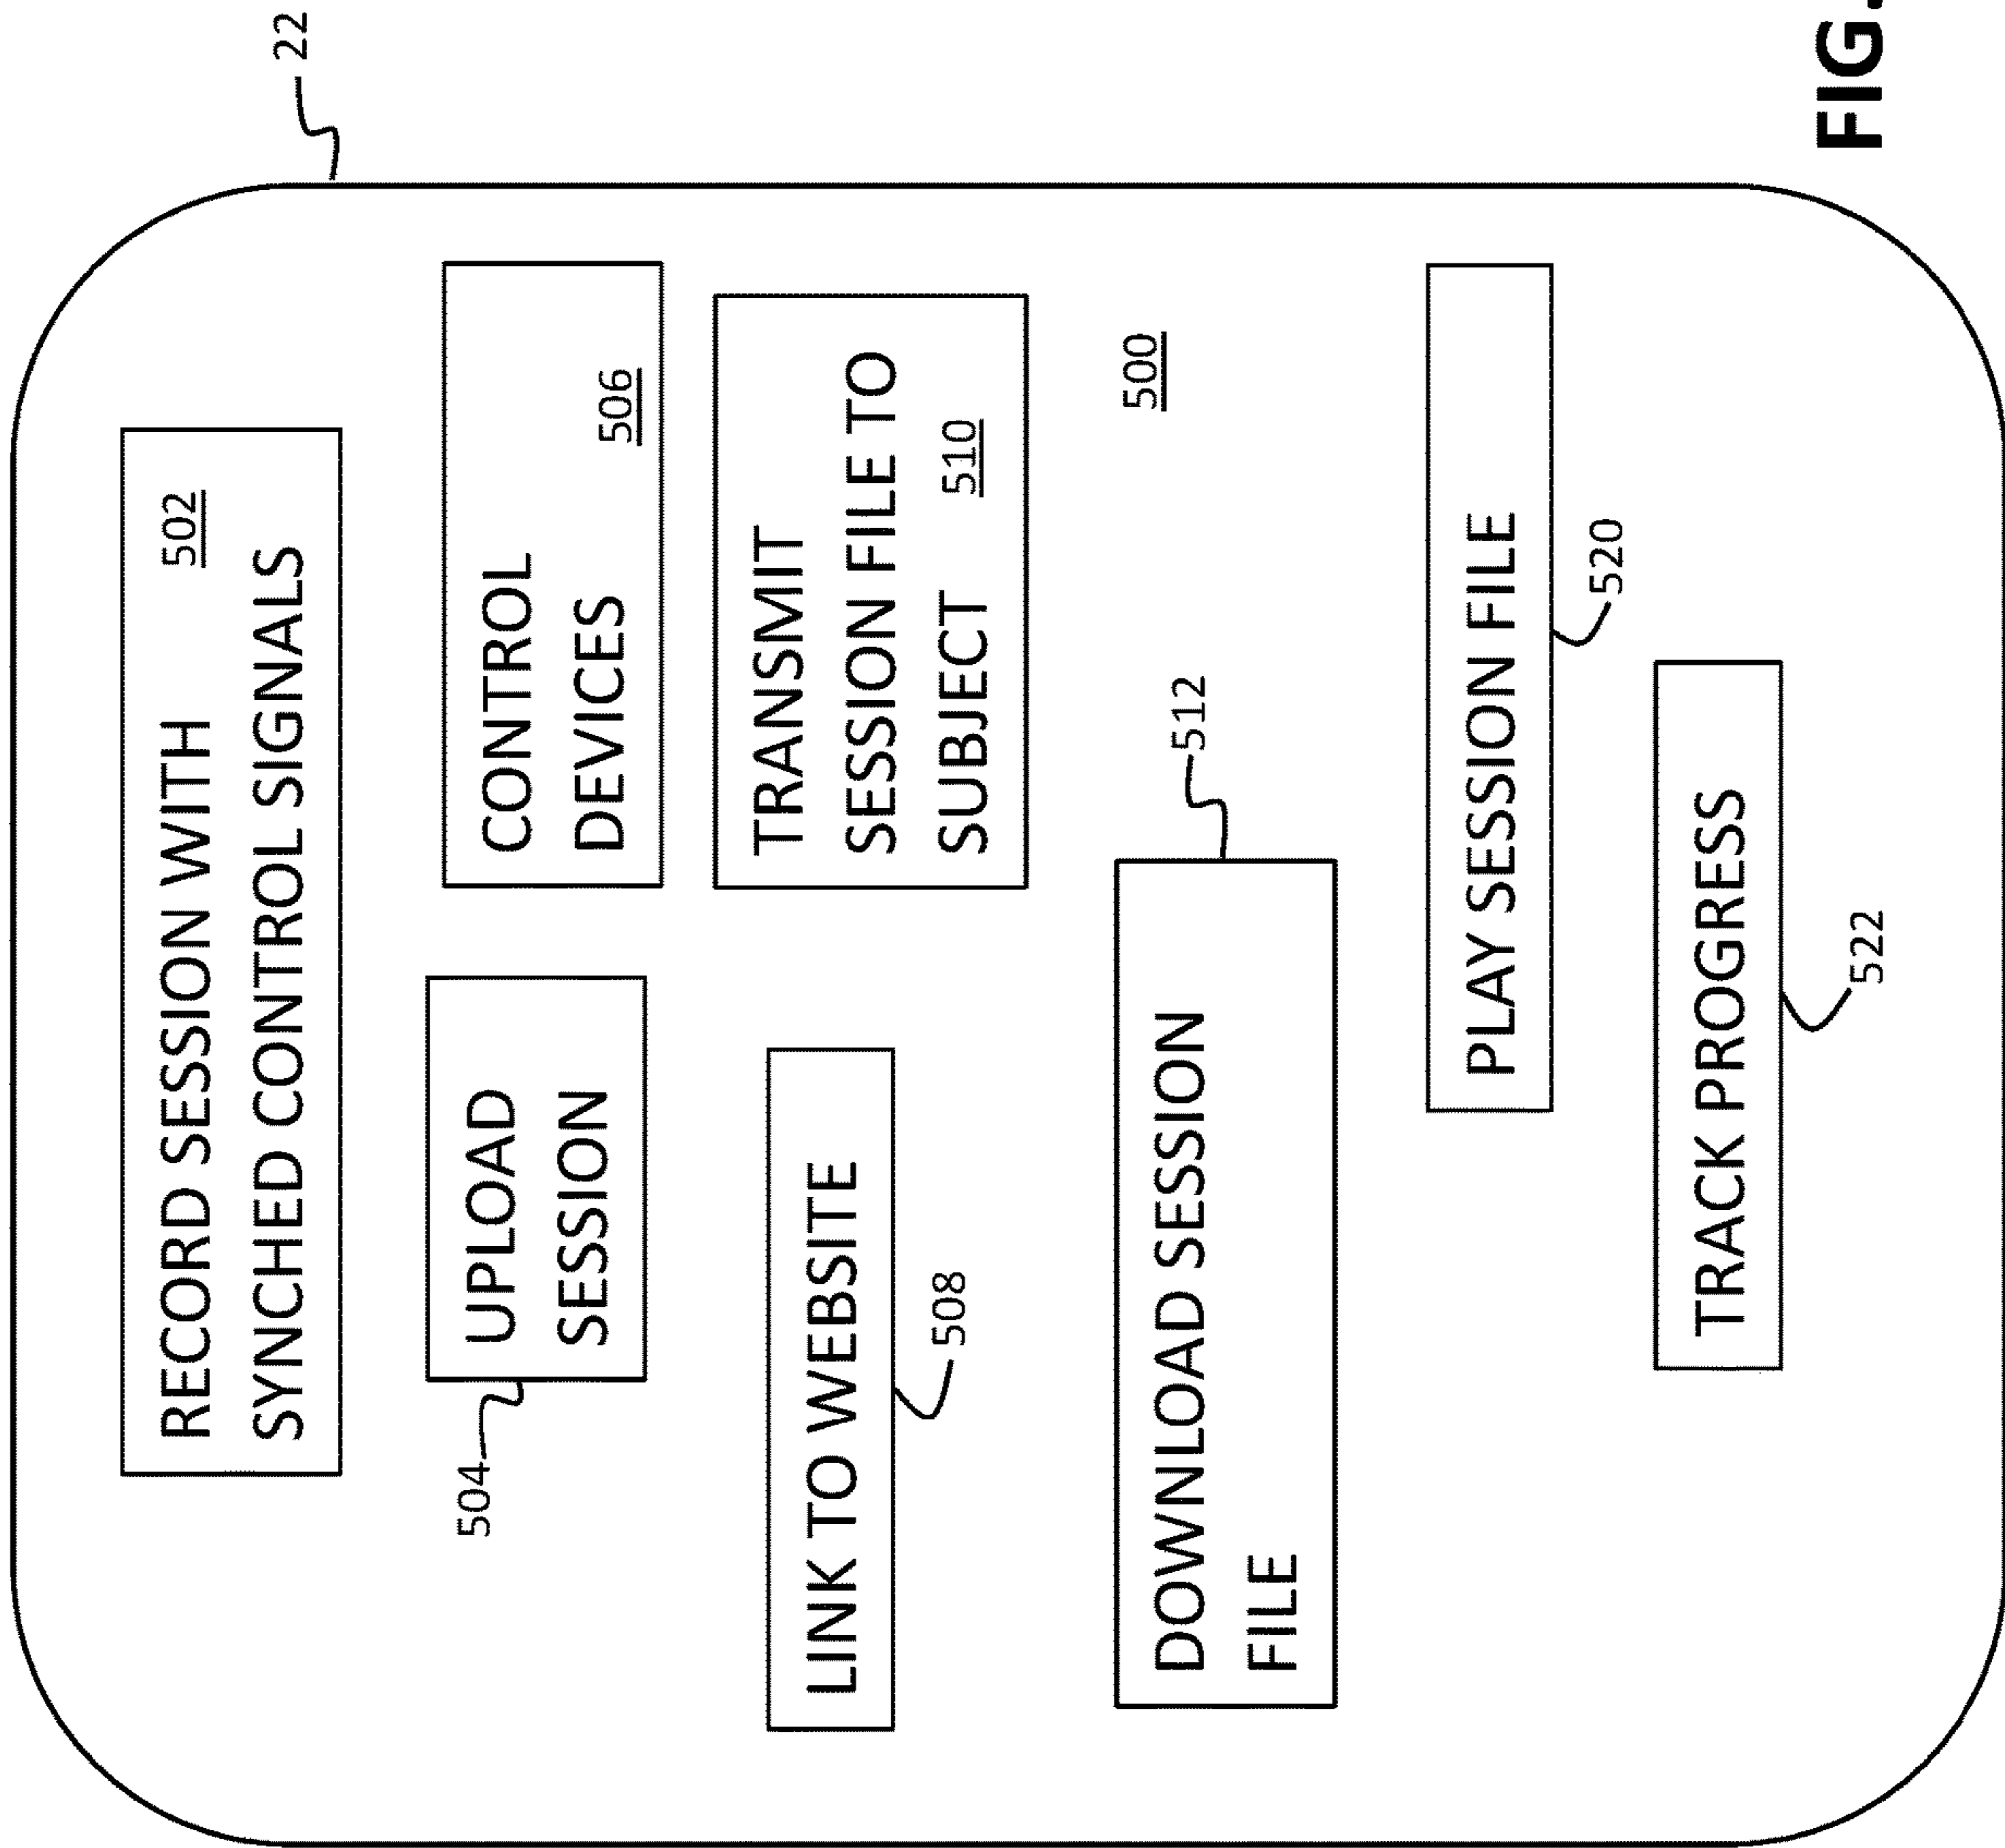 22
RECORD SESSION WITH 502
SYNCHED CONTROL SIGNALS
504
UPLOAD
SESSION
CONTROL
DEVICES 506
LINK TO WEBSITE
508
TRANSMIT
SESSION FILE TO
SUBJECT 510
500
512
DOWNLOAD SESSION
FILE
PLAY SESSION FILE
520
TRACK PROGRESS
522
FIG.